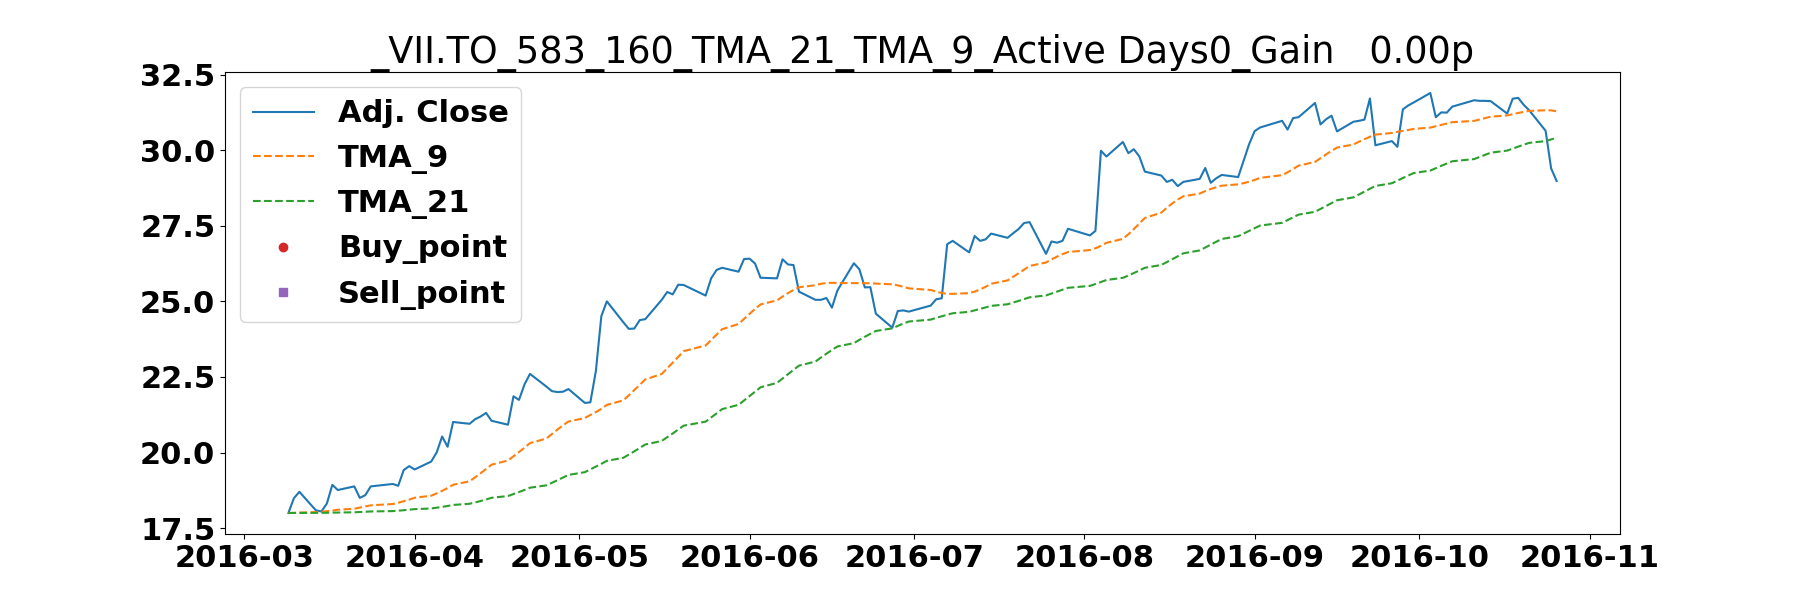 _VII.TO_583_160_TMA_21_TMA_9_Active Days0_Gain   0.00p
32.5
30.0
27.5
25.0
22.5
20.0
17.5
Adj. Close
TMA_9
TMA_21
Buy_point
Sell_point
2016-03 2016-04 2016-05 2016-06 2016-07 2016-08 2016-09 2016-10 2016-11